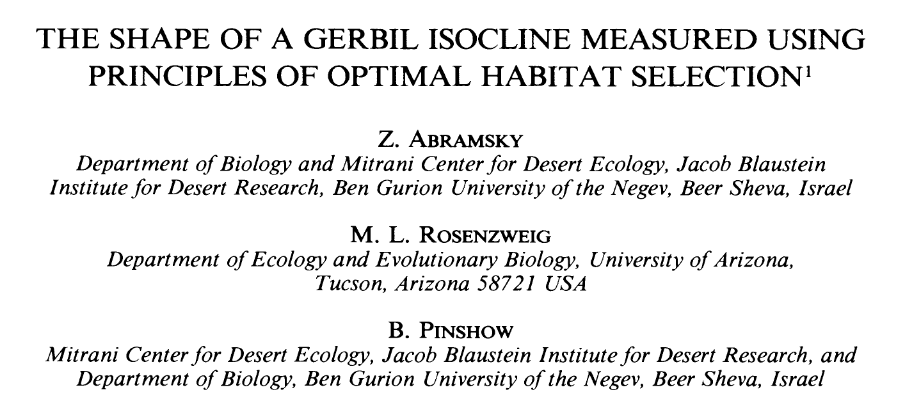 THE SHAPE OF A GERBIL ISOCLINE MEASURED USING
PRINCIPLES OF OPTIMAL HABITAT SELECTION¹
Z. ABRAMSKY
Department of Biology and Mitrani Center for Desert Ecology, Jacob Blaustein
Institute for Desert Research, Ben Gurion University of the Negev, Beer Sheva, Israel
M. L. ROSENZWEIG
Department of Ecology and Evolutionary Biology, University of Arizona,
Tucson, Arizona 58721 USA
B. PINSHOW
Mitrani Center for Desert Ecology, Jacob Blaustein Institute for Desert Research, and
Department of Biology, Ben Gurion University of the Negev, Beer Sheva, Israel